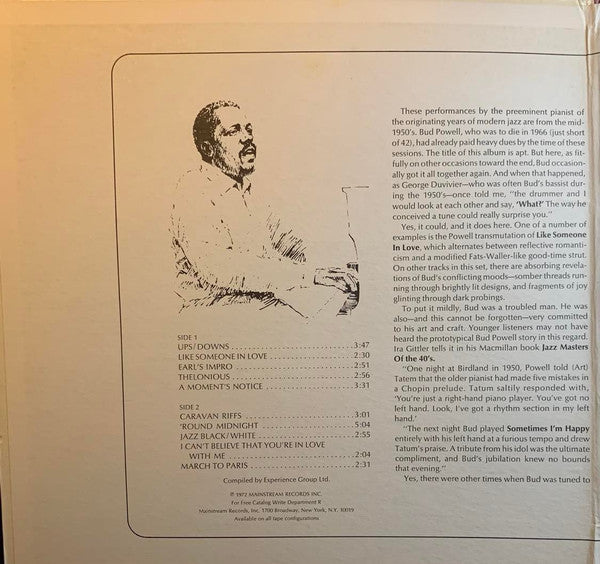 These performances by the preeminent pianist of
the originating years of modern jazz are from the mid-
1950's. Bud Powell, who was to die in 1966 (just short
of 42), had already paid heavy dues by the time of these
sessions. The title of this album is apt. But here, as fit-
fully on other occasions toward the end, Bud occasion-
ally got it all together again. And when that happened,
as George Duvivier—who was often Bud's bassist dur-
ing the 1950's—once told me, "the drummer and I
would look at each other and say, 'What!' The way he
conceived a tune could really surprise you."
Yes, it could, and it does here. One of a number of
examples is the Powell transmutation of Like Someone
In Love, which alternates between reflective romanti-
cism and a modified Fats-Waller-like good-time strut.
On other tracks in this set, there are absorbing revela-
tions of Bud's conflicting moods—somber threads run-
ning through brightly lit designs, and fragments of joy
glinting through dark probings.
To put it mildly, Bud was a troubled man. He was
also—and this cannot be forgotten—very committed
to his art and craft. Younger listeners may not have
heard the prototypical Bud Powell story in this regard.
Ira Gittler tells it in his Macmillan book Jazz Masters
Of the 40's.
"One night at Birdland in 1950, Powell told (Art)
Tatem that the older pianist had made five mistakes in
a Chopin prelude. Tatum saltily responded with,
'You're just a right-hand piano player. You've got no
left hand. Look, I've got a rhythm section in my left
hand.'
"The next night Bud played Sometimes I'm Happy
entirely with his left hand at a furious tempo and drew
Tatum's praise. A tribute from his idol was the ultimate
compliment, and Bud's jubilation knew no bounds
that evening."
Yes, there were other times when Bud was tuned to
SIDE 1
UPS/DOWNS ........................ 3:47
LIKE SOMEONE IN LOVE ................ 2:30
EARL'S IMPRO ........................ 2:51
THELONIOUS ........................ 2:56
A MOMENT'S NOTICE .................. 3:31
SIDE 2
CARAVAN RIFFS ...................... 3:01
'ROUND MIDNIGHT .................... 5:04
JAZZ BLACK/WHITE .................... 2:55
I CAN'T BELIEVE THAT YOU'RE IN LOVE
WITH ME ........................ 2:04
MARCH TO PARIS ...................... 2:31
Compiled by Esperience Group Ltd.
℗ 1972 MAINSTREAM RECORDS INC.
For Free Catalog Write Department R
Mainstream Records, Inc. 1700 Broadway, New York, N.Y. 10019
Available on all tape configurations